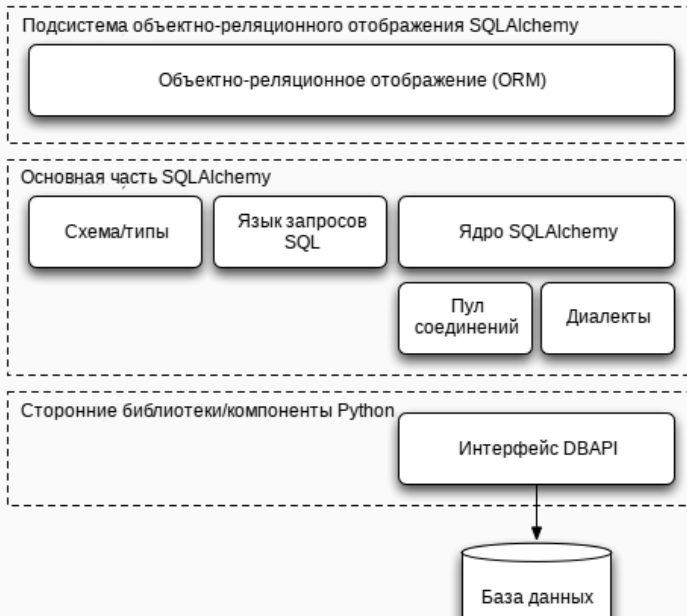 Подсистема объектно-реляционного отображения SQLAlchemy
Объектно-реляционное отображение (ORM)
Основная часть SQLAlchemy
Схема/типы
Язык запросов
SQL
Ядро SQLAlchemy
Пул
соединений
Диалекты
Сторонние библиотеки/компоненты Python
Интерфейс DBAPI
База данных